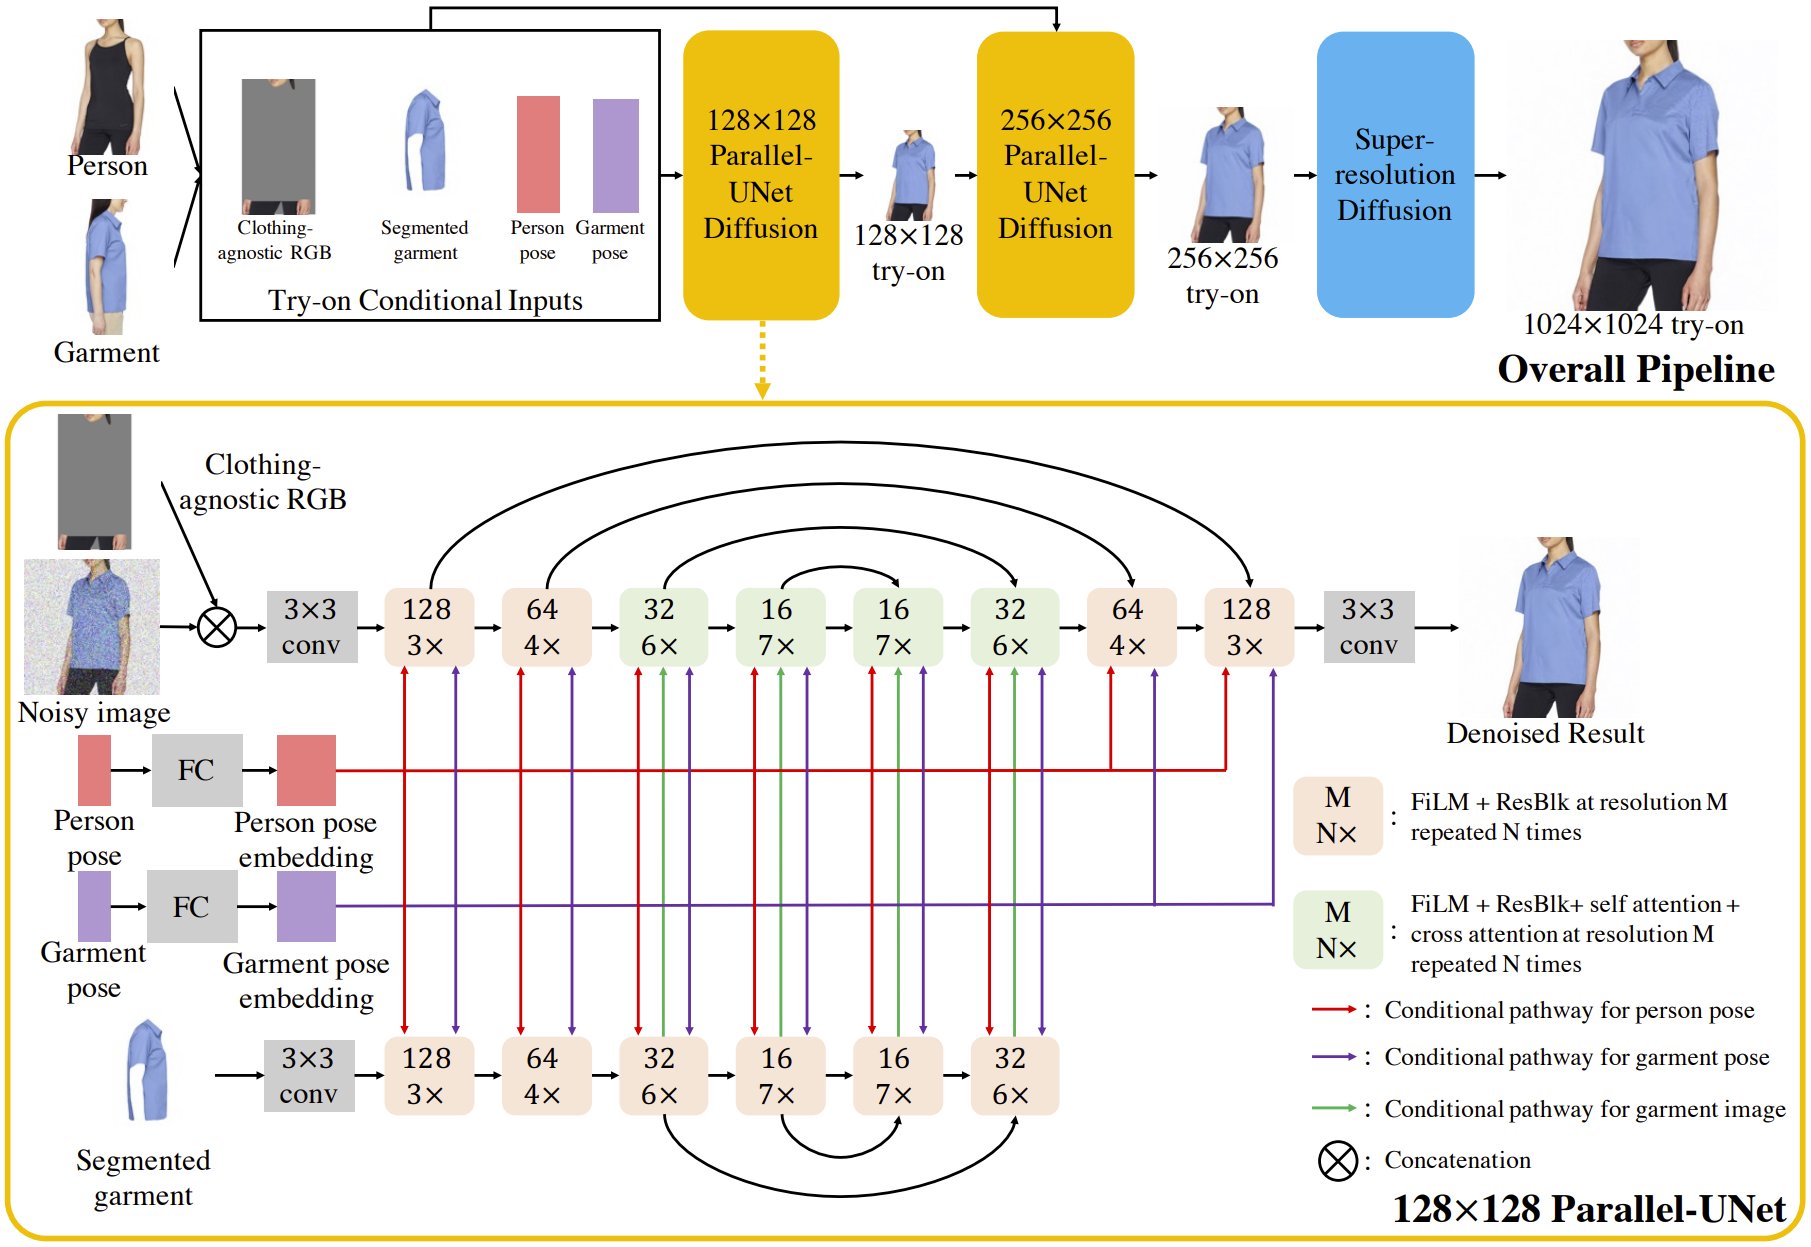 Person
Garment
Clothing-
agnostic RGB
Segmented
garment
Person
pose
Garment
pose
Try-on Conditional Inputs
128×128
Parallel-
UNet
Diffusion
128×128
try-on
256×256
Parallel-
UNet
Diffusion
256×256
try-on
Super-
resolution
Diffusion
1024×1024 try-on
Overall Pipeline
Clothing-
agnostic RGB
Noisy image
3×3
conv
128
3×
64
4×
32
6×
16
7×
16
7×
32
6×
64
4×
128
3×
3×3
conv
Denoised Result
FC
Person
pose
Person pose
embedding
FC
Garment
pose
Garment pose
embedding
Segmented
garment
3×3
conv
128
3×
64
4×
32
6×
16
7×
16
7×
32
6×
M
N×
: FiLM + ResBlk at resolution M
repeated N times
M
N×
: FiLM + ResBlk+ self attention +
cross attention at resolution M
repeated N times
: Conditional pathway for person pose
: Conditional pathway for garment pose
: Conditional pathway for garment image
: Concatenation
128×128 Parallel-UNet